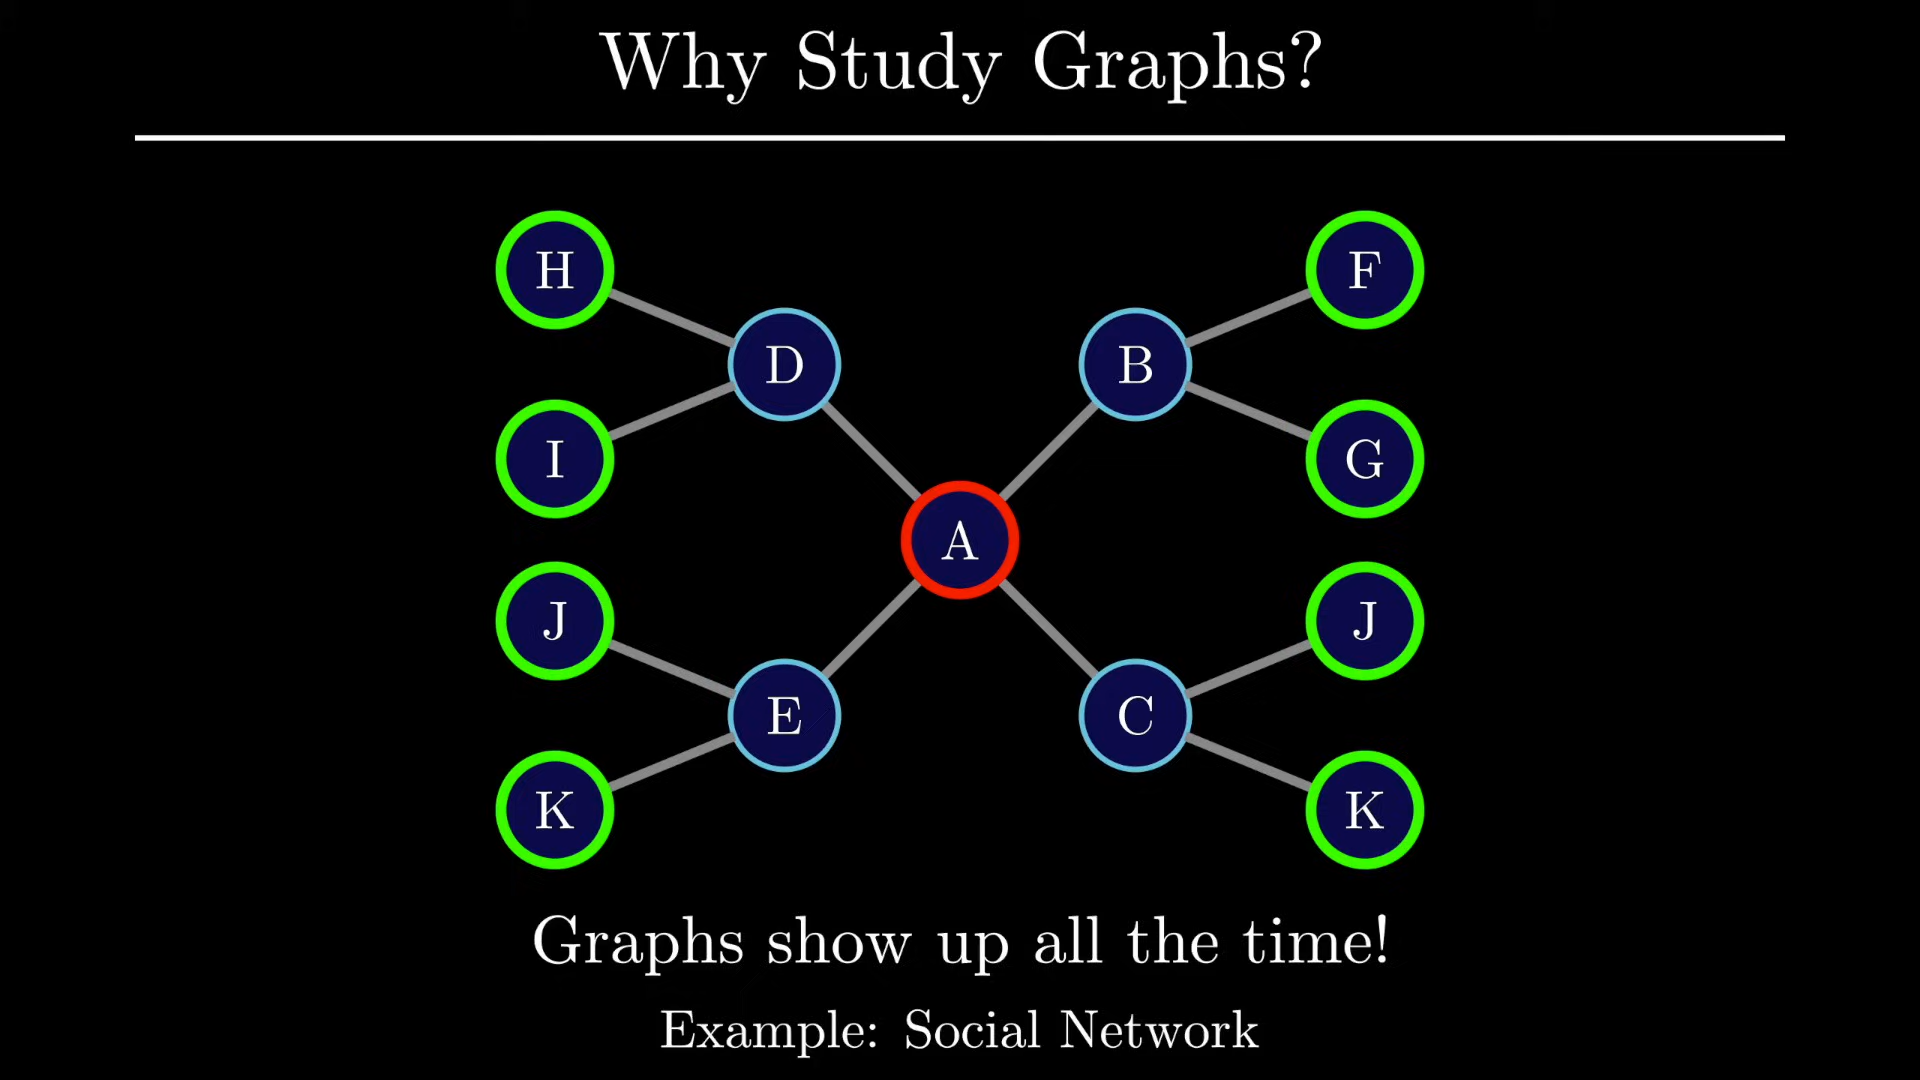 Why Study Graphs?
H
F
D
B
I
G
A
J
J
E
C
K
K
Graphs show up all the time!
Example: Social Network